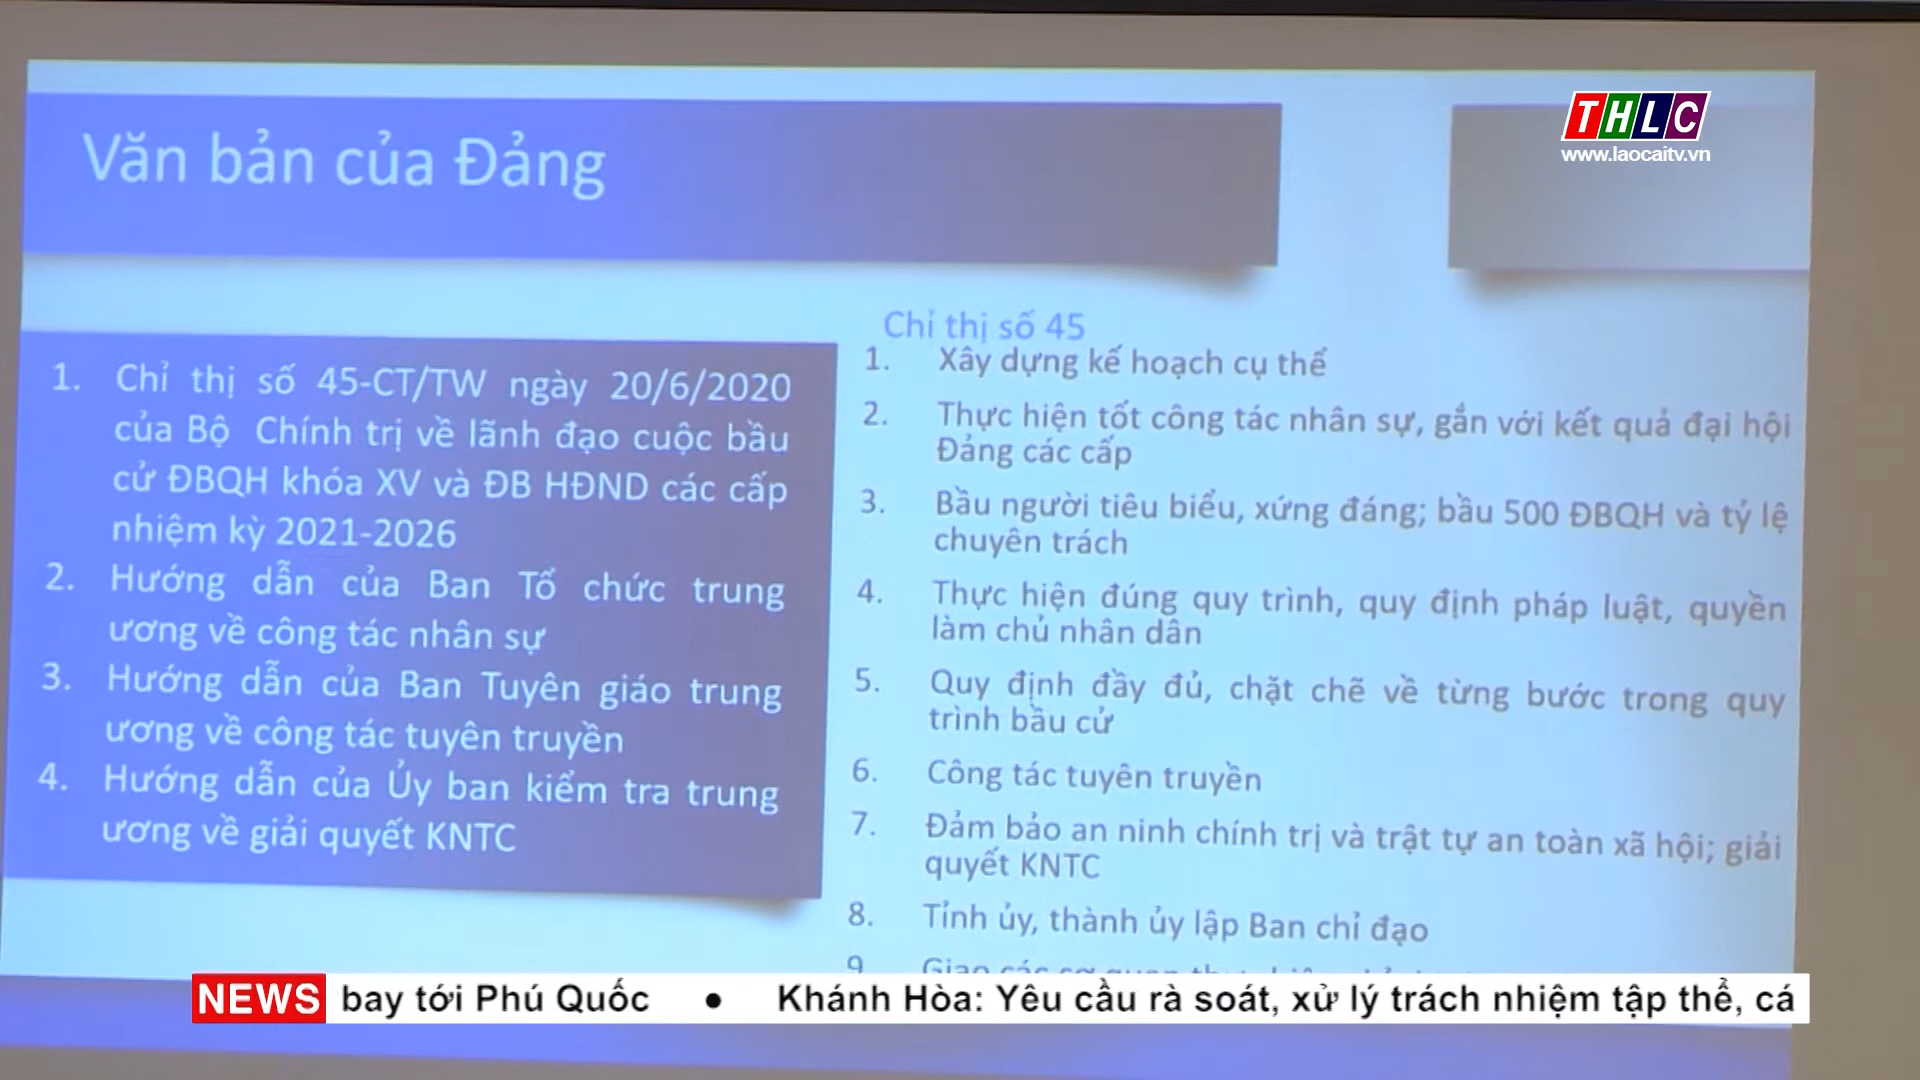 THLC
www.laocaitv.vn
Văn bản của Đảng
1. Chỉ thị số 45-CT/TW ngày 20/6/2020
của Bộ Chính trị về lãnh đạo cuộc bầu
cử ĐBQH khóa XV và ĐB HĐND các cấp
nhiệm kỳ 2021-2026
2. Hướng dẫn của Ban Tổ chức trung
ương về công tác nhân sự
3. Hướng dẫn của Ban Tuyên giáo trung
ương về công tác tuyên truyền
4. Hướng dẫn của Ủy ban kiểm tra trung
ương về giải quyết KNTC
Chỉ thị số 45
1. Xây dựng kế hoạch cụ thể
2. Thực hiện tốt công tác nhân sự, gắn với kết quả đại hội
Đảng các cấp
3. Bầu người tiêu biểu, xứng đáng; bầu 500 ĐBQH và tỷ lệ
chuyên trách
4. Thực hiện đúng quy trình, quy định pháp luật, quyền
làm chủ nhân dân
5. Quy định đầy đủ, chặt chẽ về từng bước trong quy
trình bầu cử
6. Công tác tuyên truyền
7. Đảm bảo an ninh chính trị và trật tự an toàn xã hội; giải
quyết KNTC
8. Tỉnh ủy, thành ủy lập Ban chỉ đạo
9. Giao các cơ quan
NEWS bay tới Phú Quốc • Khánh Hòa: Yêu cầu rà soát, xử lý trách nhiệm tập thể, cá